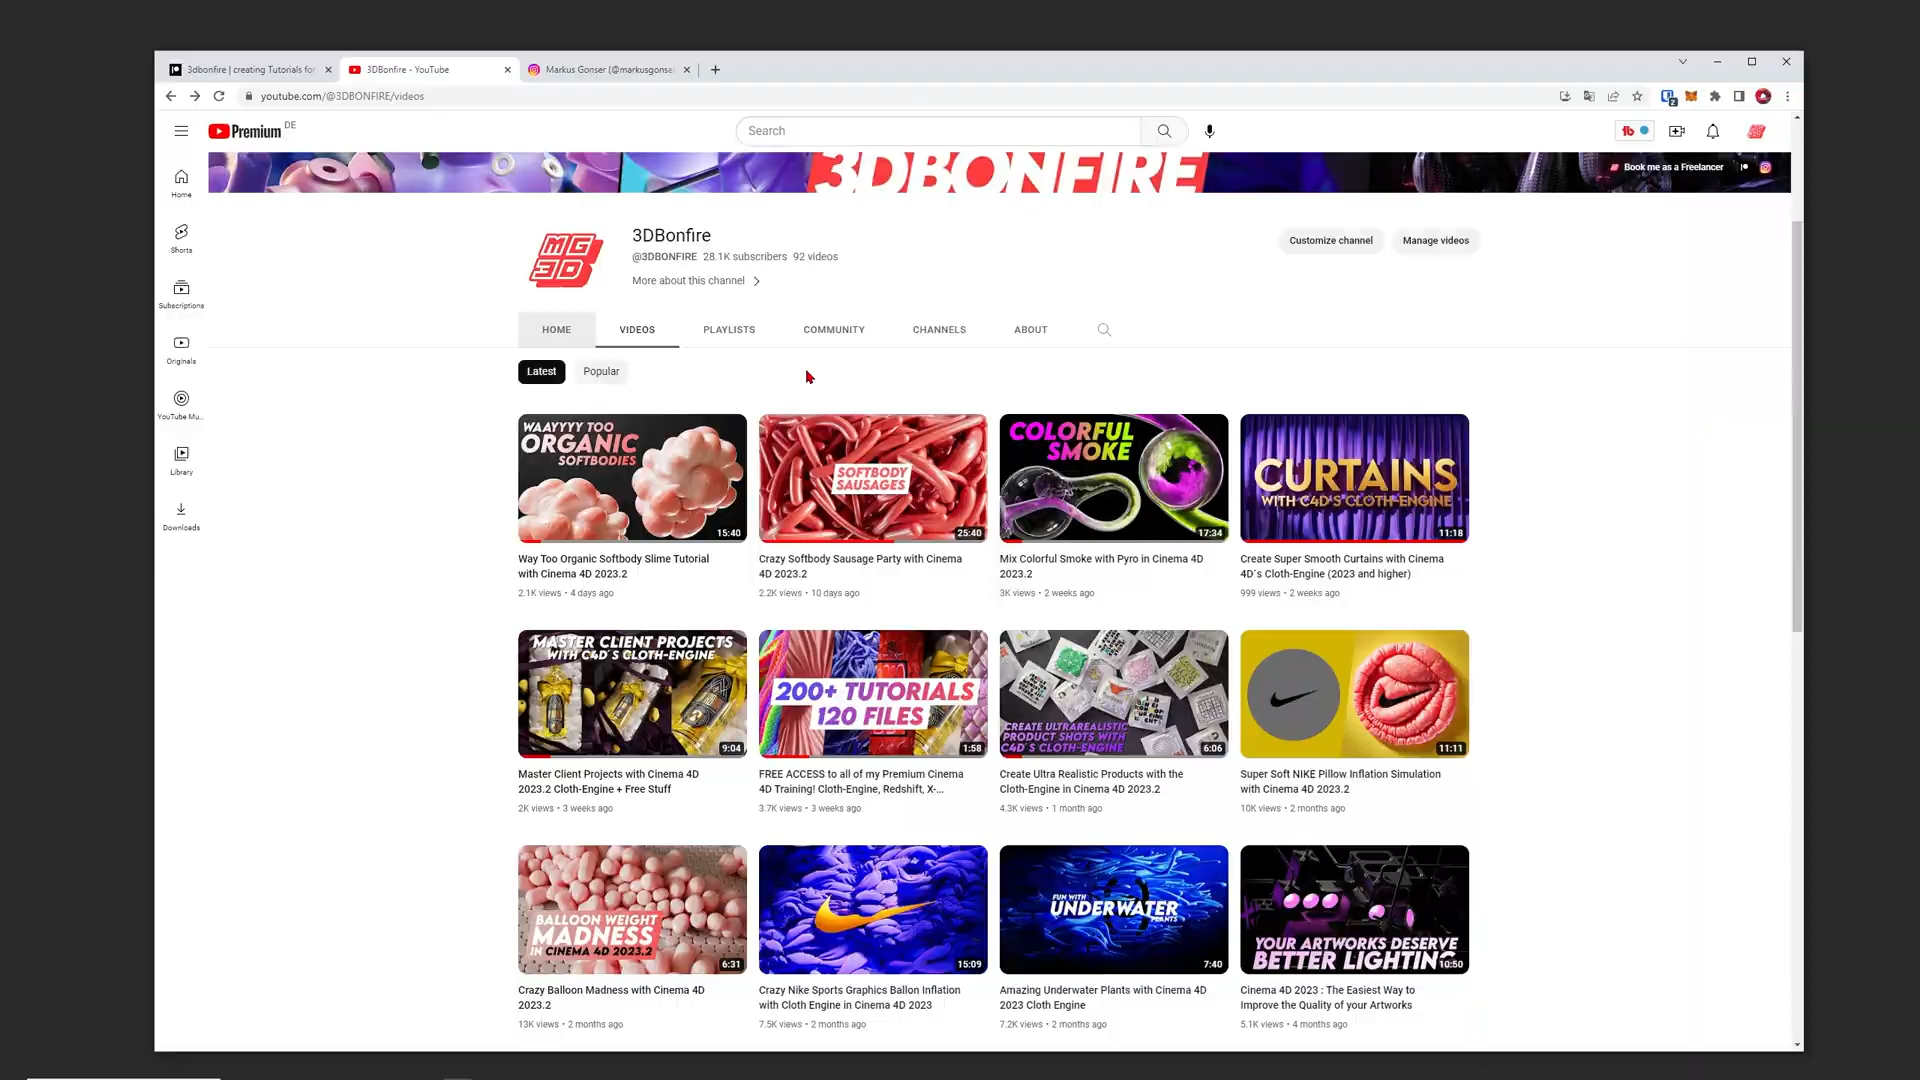 3dbonfire | creating Tutorials for
3DBonfire - YouTube
Markus Gonser (@markusgonse
youtube.com/@3DBONFIRE/videos
Premium DE
Search
3DBONFIRE
Book me as a Freelancer
Home
Shorts
Subscriptions
Originals
YouTube Mu...
Library
Downloads
MG
3D
3DBonfire
@3DBONFIRE 28.1K subscribers 92 videos
More about this channel
Customize channel
Manage videos
HOME
VIDEOS
PLAYLISTS
COMMUNITY
CHANNELS
ABOUT
Latest
Popular
WAAYYYY TOO
ORGANIC
SOFTBODIES
15:40
SOFTBODY
SAUSAGES
25:40
COLORFUL
SMOKE
17:34
CURTAINS
WITH C4D'S CLOTH-ENGINE
11:18
Way Too Organic Softbody Slime Tutorial
with Cinema 4D 2023.2
2.1K views • 4 days ago
Crazy Softbody Sausage Party with Cinema
4D 2023.2
2.2K views • 10 days ago
Mix Colorful Smoke with Pyro in Cinema 4D
2023.2
3K views • 2 weeks ago
Create Super Smooth Curtains with Cinema
4D´s Cloth-Engine (2023 and higher)
999 views • 2 weeks ago
MASTER CLIENT PROJECTS
WITH C4D´S CLOTH-ENGINE
9:04
200+ TUTORIALS
120 FILES
1:58
CREATE ULTRAREALISTIC
PRODUCT SHOTS WITH
C4D´S CLOTH-ENGINE
6:06
11:11
Master Client Projects with Cinema 4D
2023.2 Cloth-Engine + Free Stuff
2K views • 3 weeks ago
FREE ACCESS to all of my Premium Cinema
4D Training! Cloth-Engine, Redshift, X-...
3.7K views • 3 weeks ago
Create Ultra Realistic Products with the
Cloth-Engine in Cinema 4D 2023.2
4.3K views • 1 month ago
Super Soft NIKE Pillow Inflation Simulation
with Cinema 4D 2023.2
10K views • 2 months ago
BALLOON WEIGHT
MADNESS
IN CINEMA 4D 2023.2
6:31
15:09
FUN WITH
UNDERWATER
PLANTS
7:40
YOUR ARTWORKS DESERVE
BETTER LIGHTING
10:50
Crazy Balloon Madness with Cinema 4D
2023.2
13K views • 2 months ago
Crazy Nike Sports Graphics Ballon Inflation
with Cloth Engine in Cinema 4D 2023
7.5K views • 2 months ago
Amazing Underwater Plants with Cinema 4D
2023 Cloth Engine
7.2K views • 2 months ago
Cinema 4D 2023 : The Easiest Way to
Improve the Quality of your Artworks
5.1K views • 4 months ago